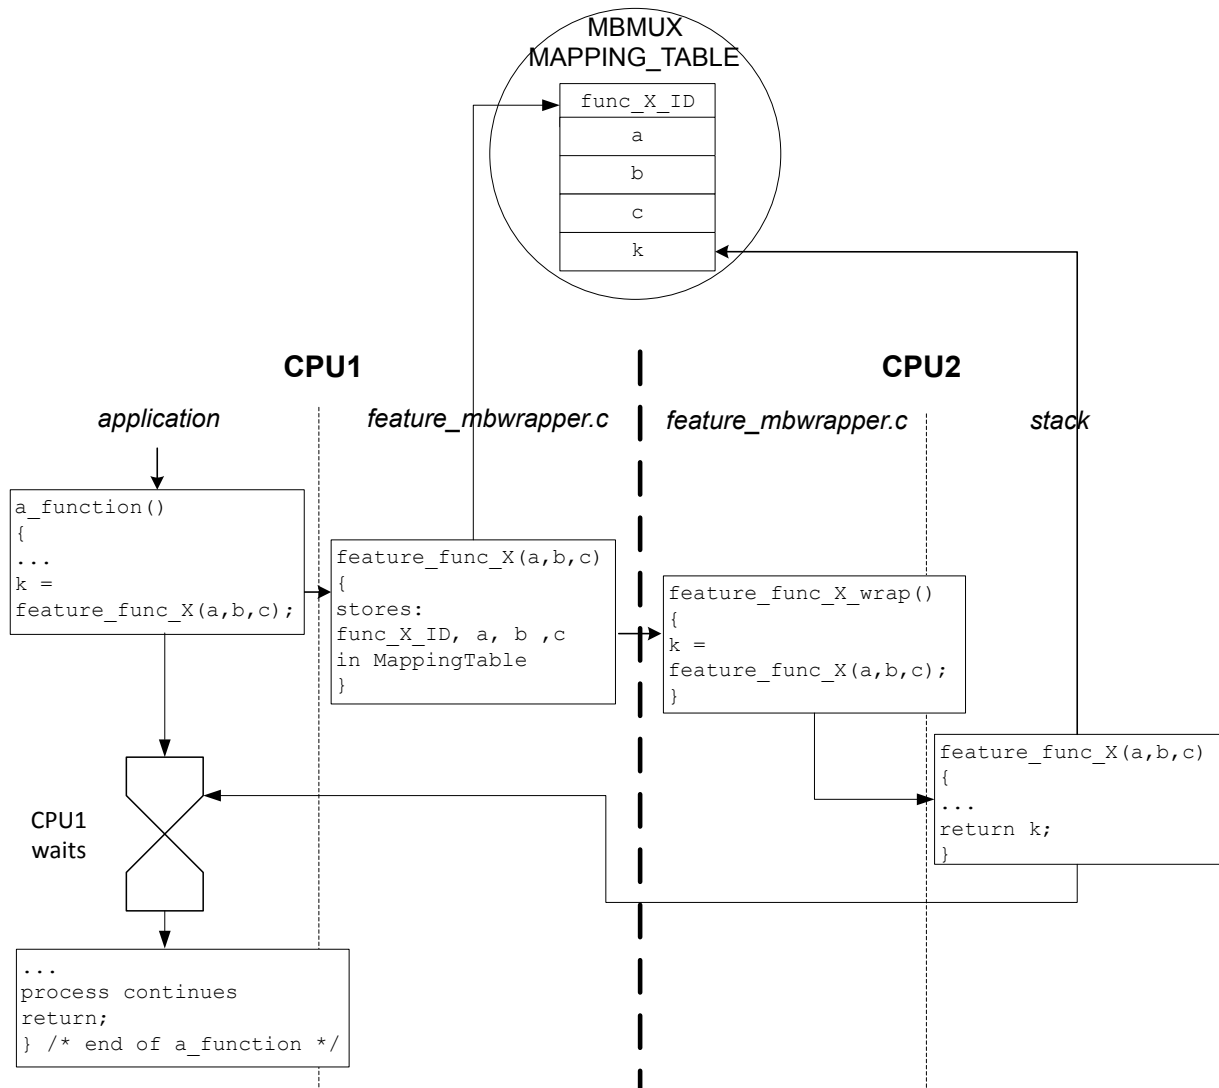 MBMUX
MAPPING_TABLE
func_X_ID
a
b
c
k
CPU1
CPU2
application
feature_mbwrapper.c
feature_mbwrapper.c
stack
a_function()
{
...
k =
feature_func_X(a,b,c);
feature_func_X(a,b,c)
{
stores:
func_X_ID, a, b ,c
in MappingTable
}
feature_func_X_wrap()
{
k =
feature_func_X(a,b,c);
}
feature_func_X(a,b,c)
{
...
return k;
}
CPU1
waits
...
process continues
return;
} /* end of a_function */